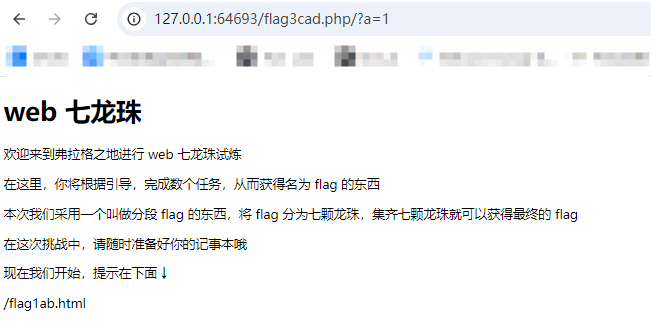 127.0.0.1:64693/flag3cad.php/?a=1
web 七龙珠
欢迎来到弗拉格之地进行 web 七龙珠试炼
在这里，你将根据引导，完成数个任务，从而获得名为 flag 的东西
本次我们采用一个叫做分段 flag 的东西，将 flag 分为七颗龙珠，集齐七颗龙珠就可以获得最终的 flag
在这次挑战中，请随时准备好你的记事本哦
现在我们开始，提示在下面↓
/flag1ab.html